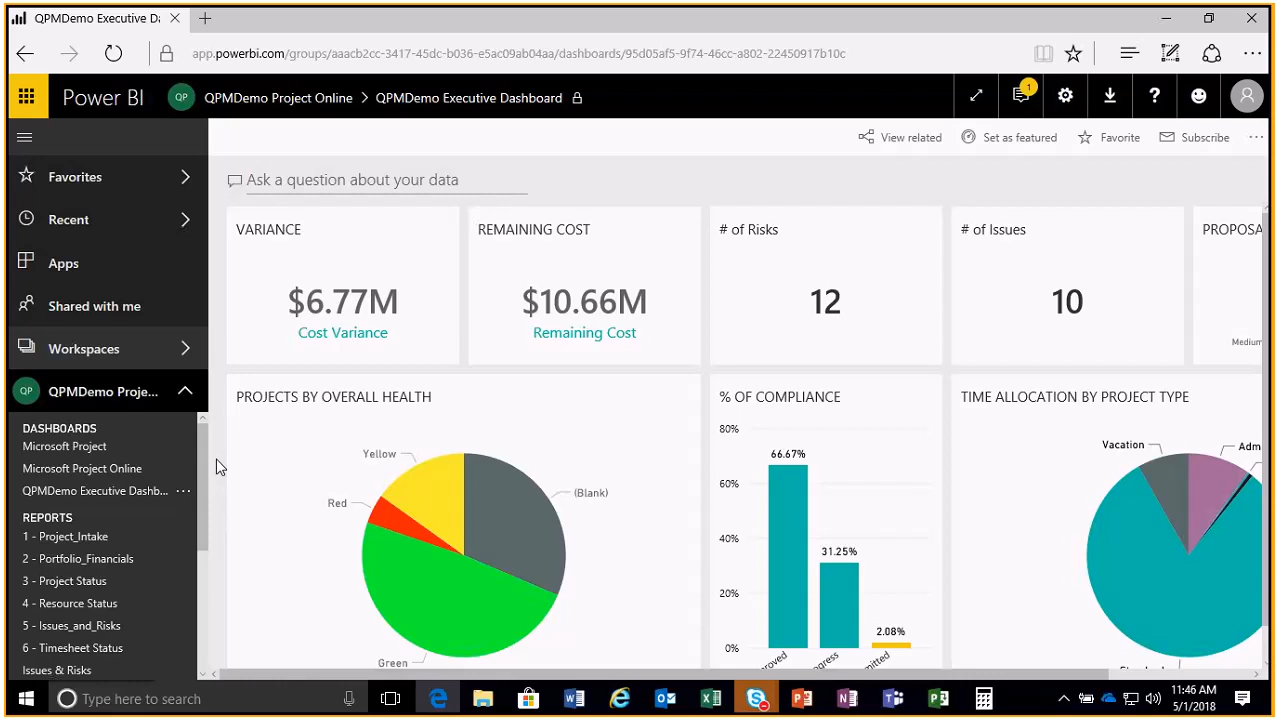 QPMDemo Executive Da
app.powerbi.com/groups/aaacb2cc-3417-45dc-b036-e5ac09ab04aa/dashboards/95d05af5-9f74-46cc-a802-22450917b10c
Power BI QP QPMDemo Project Online > QPMDemo Executive Dashboard 1
View related Set as featured Favorite Subscribe
Favorites
Recent
Apps
Shared with me
Workspaces
QP QPMDemo Proje...
DASHBOARDS
Microsoft Project
Microsoft Project Online
QPMDemo Executive Dashb...
REPORTS
1 - Project_Intake
2 - Portfolio_Financials
3 - Project Status
4 - Resource Status
5 - Issues_and_Risks
6 - Timesheet Status
Issues & Risks
Ask a question about your data
VARIANCE
$6.77M
Cost Variance
REMAINING COST
$10.66M
Remaining Cost
# of Risks
12
# of Issues
10
PROPOSA
Medium
PROJECTS BY OVERALL HEALTH
Yellow
(Blank)
Red
Green
% OF COMPLIANCE
80%
66.67%
60%
40%
31.25%
20%
2.08%
0%
roved
ogress
mitted
TIME ALLOCATION BY PROJECT TYPE
Vacation
Adm
Type here to search
11:46 AM
5/1/2018